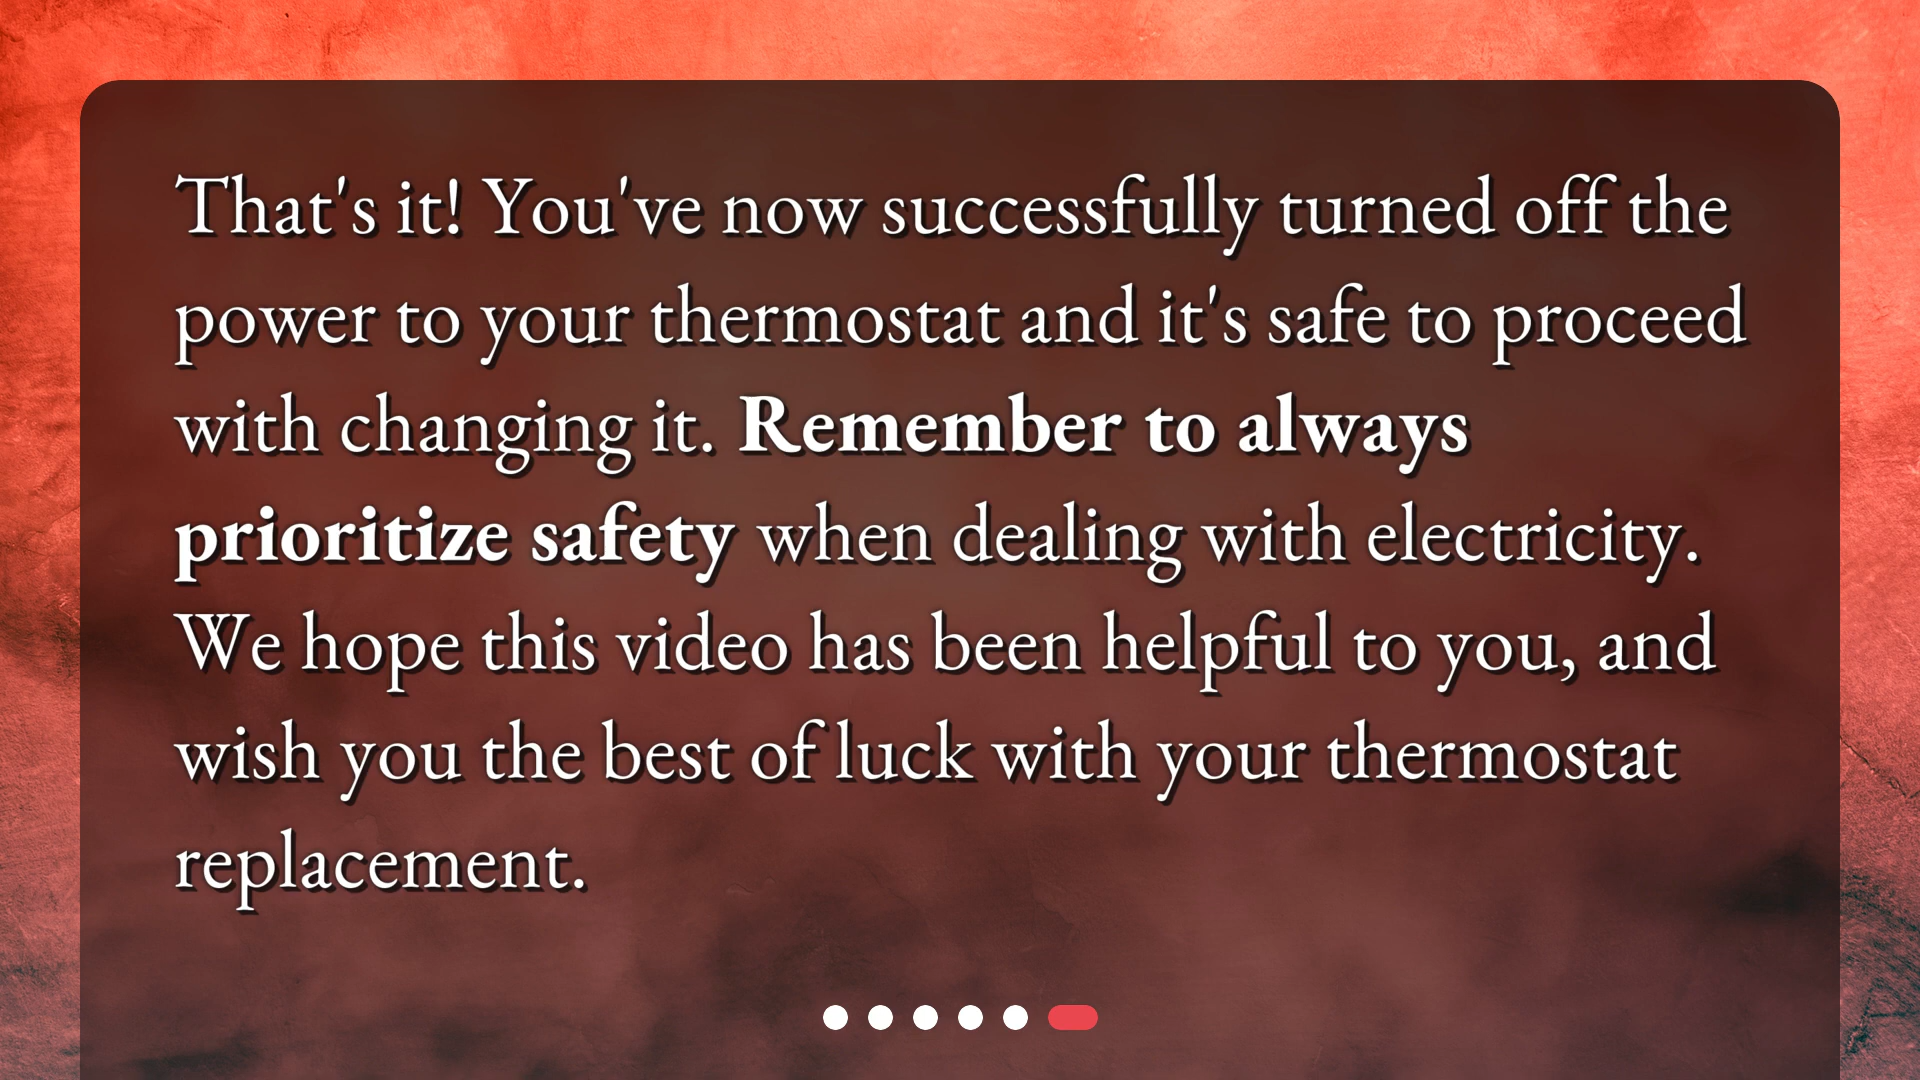 That's it! You've now successfully turned off the
power to your thermostat and it's safe to proceed
with changing it. Remember to always
prioritize safety when dealing with electricity.
We hope this video has been helpful to you, and
wish you the best of luck with your thermostat
replacement.